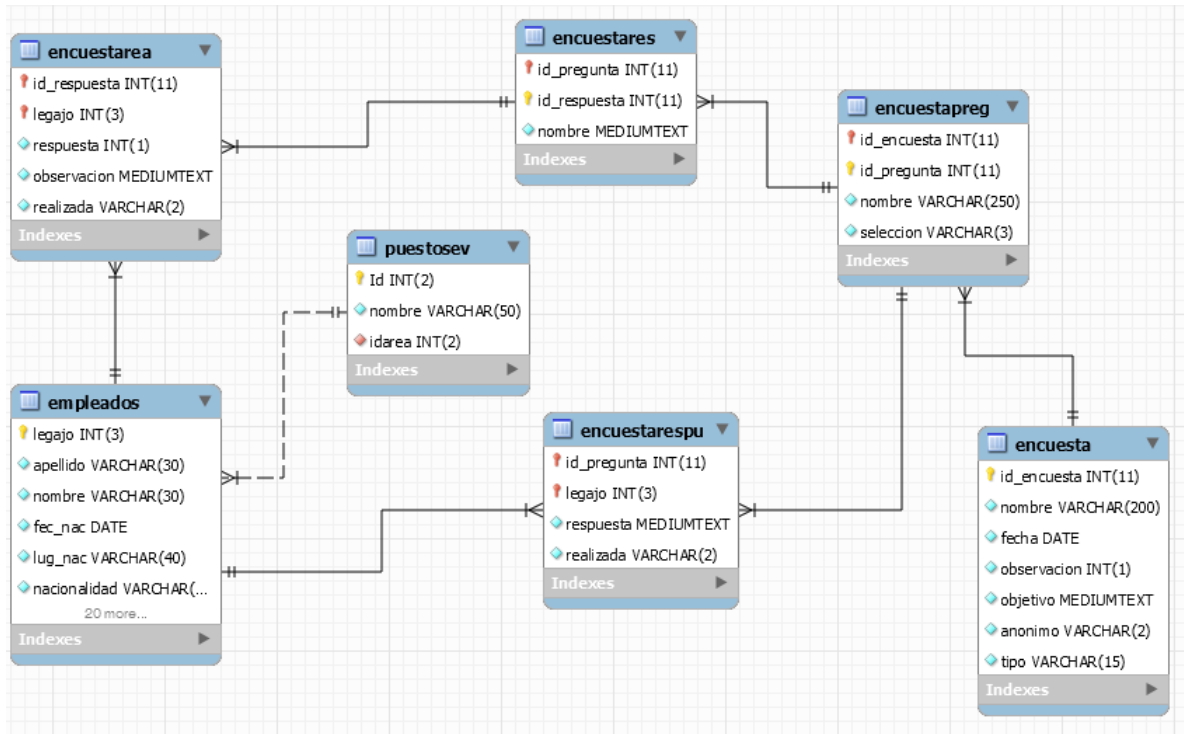 encuestarea
id_respuesta INT(11)
legajo INT(3)
respuesta INT(1)
observacion MEDIUMTEXT
realizada VARCHAR(2)
Indexes
encuestares
id_pregunta INT(11)
id_respuesta INT(11)
nombre MEDIUMTEXT
Indexes
encuestapreg
id_encuesta INT(11)
id_pregunta INT(11)
nombre VARCHAR(250)
seleccion VARCHAR(3)
Indexes
puestosev
Id INT(2)
nombre VARCHAR(50)
idarea INT(2)
Indexes
empleados
legajo INT(3)
apellido VARCHAR(30)
nombre VARCHAR(30)
fec_nac DATE
lug_nac VARCHAR(40)
nacionalidad VARCHAR(...
20 more...
Indexes
encuestarespu
id_pregunta INT(11)
legajo INT(3)
respuesta MEDIUMTEXT
realizada VARCHAR(2)
Indexes
encuesta
id_encuesta INT(11)
nombre VARCHAR(200)
fecha DATE
observacion INT(1)
objetivo MEDIUMTEXT
anonimo VARCHAR(2)
tipo VARCHAR(15)
Indexes